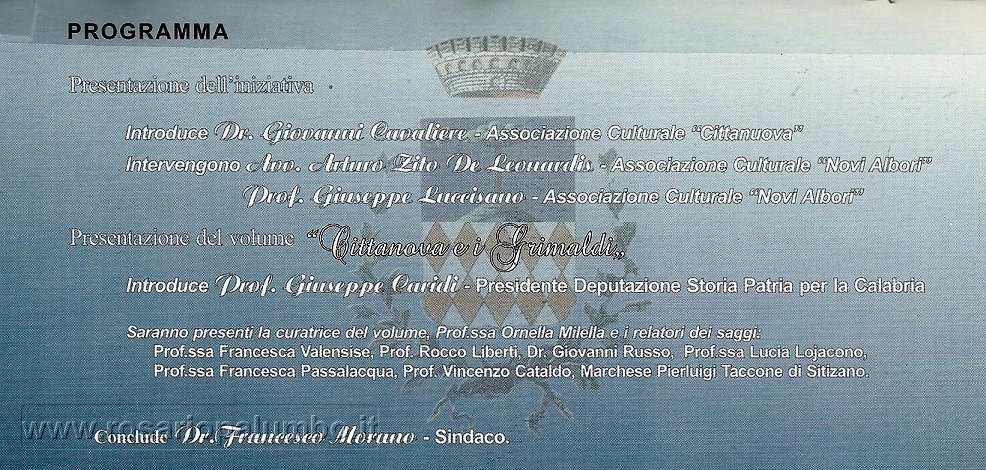 PROGRAMMA
Presentazione dell'iniziativa
Introduce Dr. Giovanni Cavaliere - Associazione Culturale "Cittanuova"
Intervengono Avv. Arturo Zito De Leonardis - Associazione Culturale "Novi Albori"
Prof. Giuseppe Luccisano - Associazione Culturale "Novi Albori"
Presentazione del volume "Cittanova e i Grimaldi„
Introduce Prof. Giuseppe Caridi - Presidente Deputazione Storia Patria per la Calabria
Saranno presenti la curatrice del volume, Prof.ssa Ornella Milella e i relatori dei saggi:
Prof.ssa Francesca Valensise, Prof. Rocco Liberti, Dr. Giovanni Russo, Prof.ssa Lucia Lojacono,
Prof.ssa Francesca Passalacqua, Prof. Vincenzo Cataldo, Marchese Pierluigi Taccone di Sitizano.
www.rosariopalumbo.it
Conclude Dr. Francesco Morano - Sindaco.